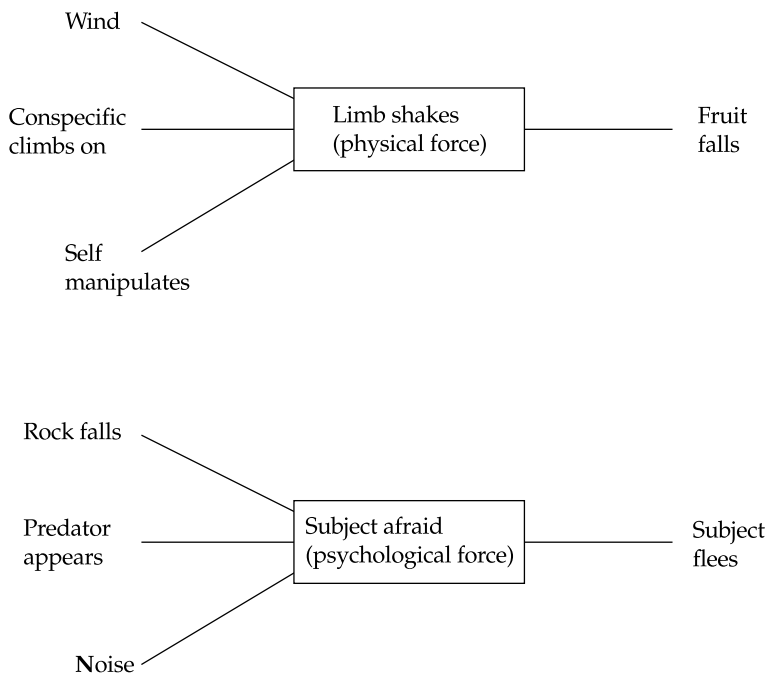 Wind
Conspecific
climbs on
Self
manipulates
Limb shakes
(physical force)
Fruit
falls
Rock falls
Predator
appears
Noise
Subject afraid
(psychological force)
Subject
flees